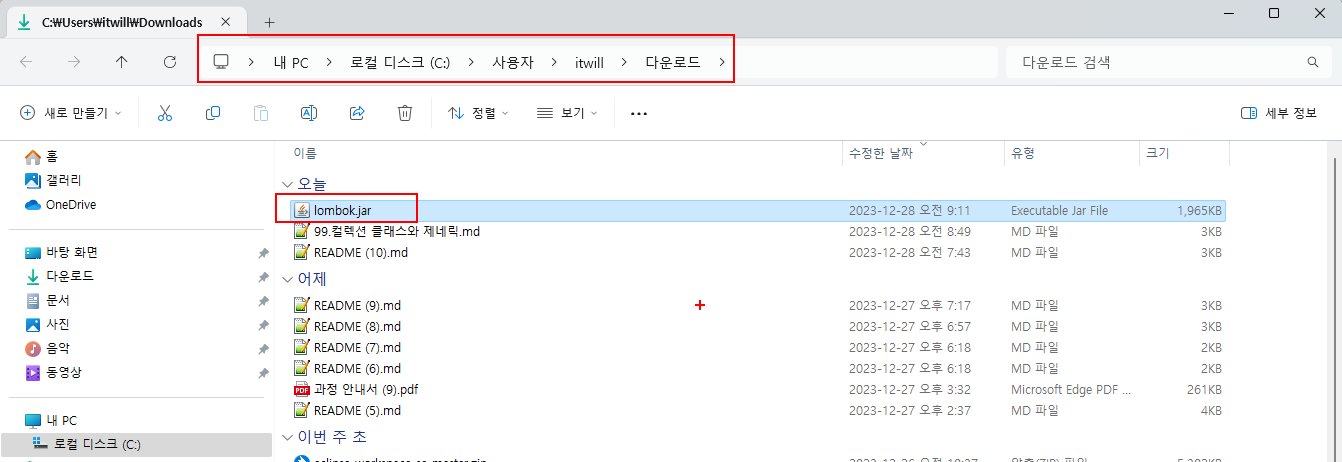 C:₩Users₩itwill₩Downloads
내 PC > 로컬 디스크 (C:) > 사용자 > itwill > 다운로드 >
다운로드 검색
새로 만들기
정렬
보기
세부 정보
홈
갤러리
OneDrive
바탕 화면
다운로드
문서
사진
음악
동영상
내 PC
로컬 디스크 (C:)
이름 수정한 날짜 유형 크기
오늘
lombok.jar 2023-12-28 오전 9:11 Executable Jar File 1,965KB
99.컬렉션 클래스와 제네릭.md 2023-12-28 오전 8:49 MD 파일 3KB
README (10).md 2023-12-28 오전 7:43 MD 파일 3KB
어제
README (9).md 2023-12-27 오후 7:17 MD 파일 3KB
README (8).md 2023-12-27 오후 6:57 MD 파일 3KB
README (7).md 2023-12-27 오후 6:18 MD 파일 2KB
README (6).md 2023-12-27 오후 6:18 MD 파일 2KB
과정 안내서 (9).pdf 2023-12-27 오후 3:32 Microsoft Edge PDF ... 261KB
README (5).md 2023-12-27 오후 2:37 MD 파일 4KB
이번 주 초